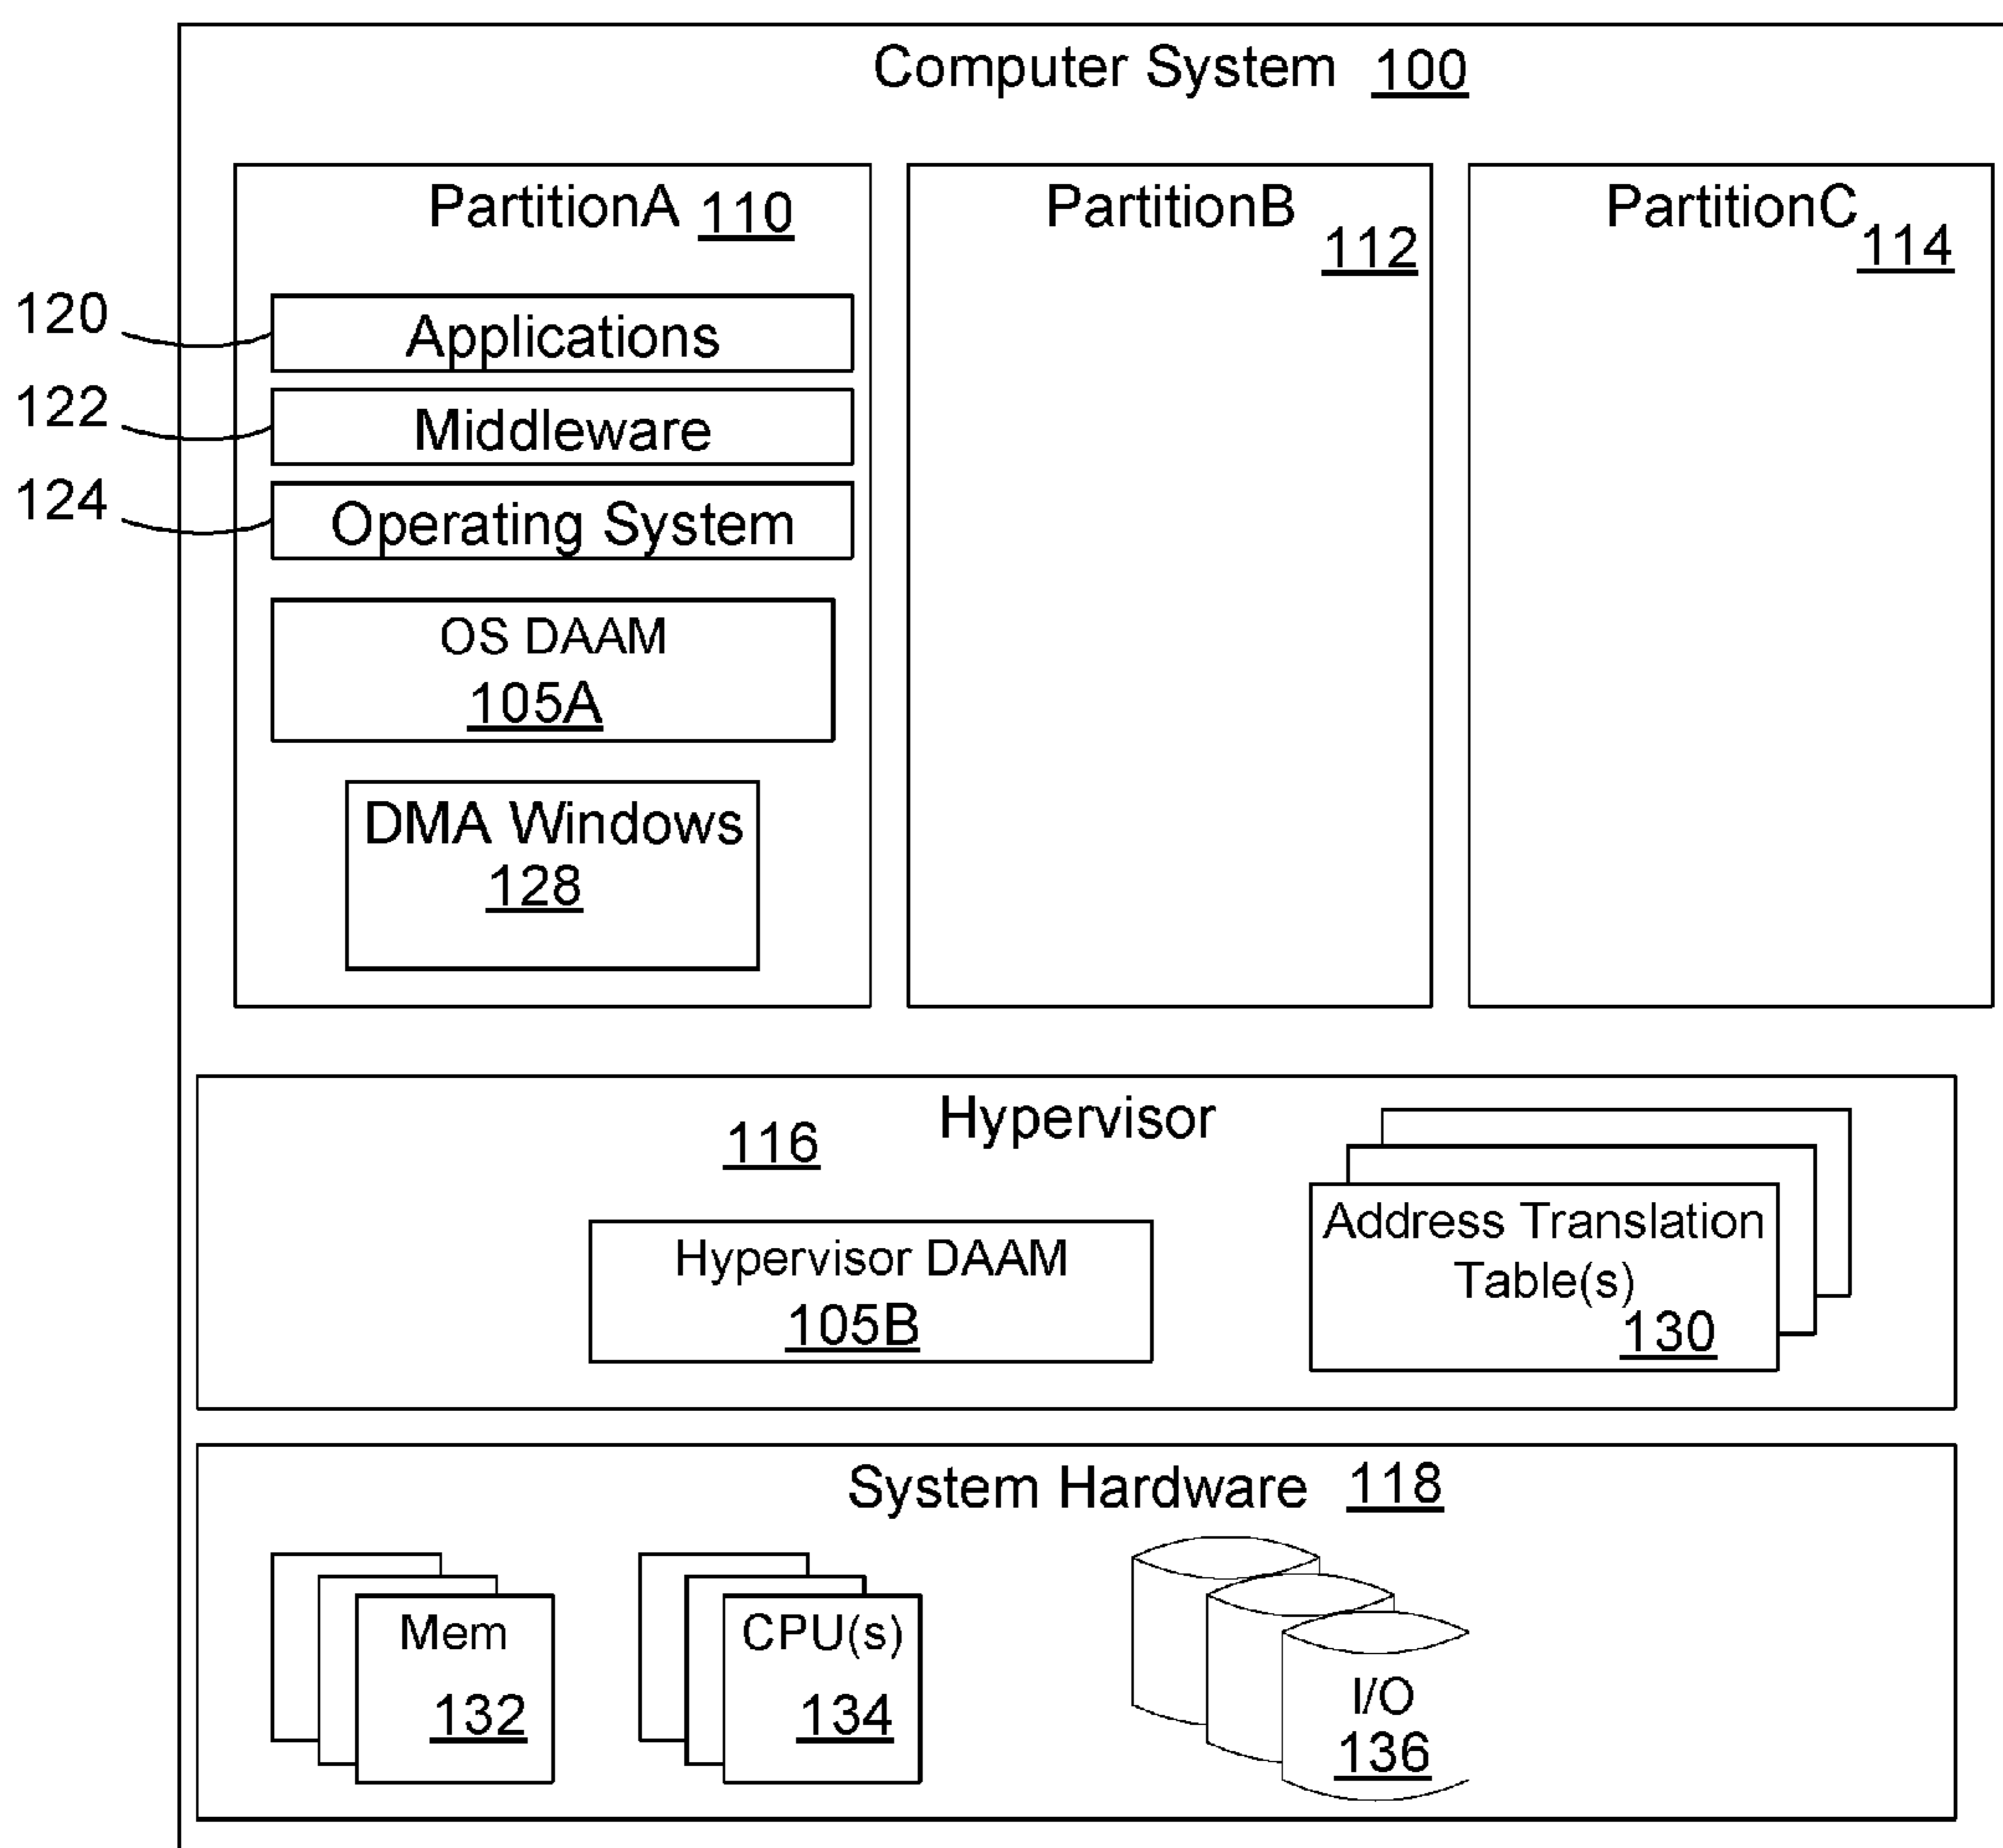 Computer System 100
PartitionA 110
PartitionB
112
PartitionC
114
120
Applications
122
Middleware
124
Operating System
OS DAAM
105A
DMA Windows
128
Hypervisor
116
Hypervisor DAAM
105B
Address Translation
Table(s)
130
System Hardware 118
Mem
132
CPU(s)
134
I/O
136